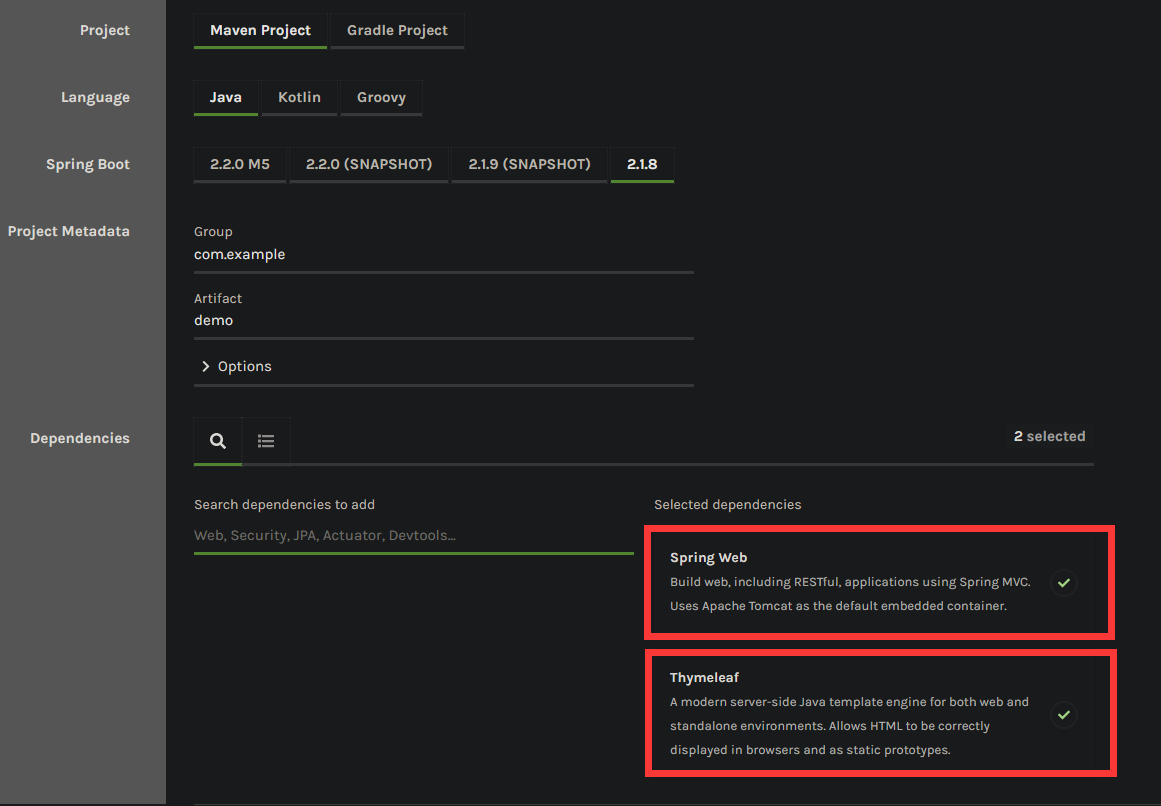 Project
Maven Project
Gradle Project
Language
Java
Kotlin
Groovy
Spring Boot
2.2.0 M5
2.2.0 (SNAPSHOT)
2.1.9 (SNAPSHOT)
2.1.8
Project Metadata
Group
com.example
Artifact
demo
Options
Dependencies
2 selected
Search dependencies to add
Web, Security, JPA, Actuator, Devtools...
Selected dependencies
Spring Web
Build web, including RESTful, applications using Spring MVC.
Uses Apache Tomcat as the default embedded container.
Thymeleaf
A modern server-side Java template engine for both web and
standalone environments. Allows HTML to be correctly
displayed in browsers and as static prototypes.